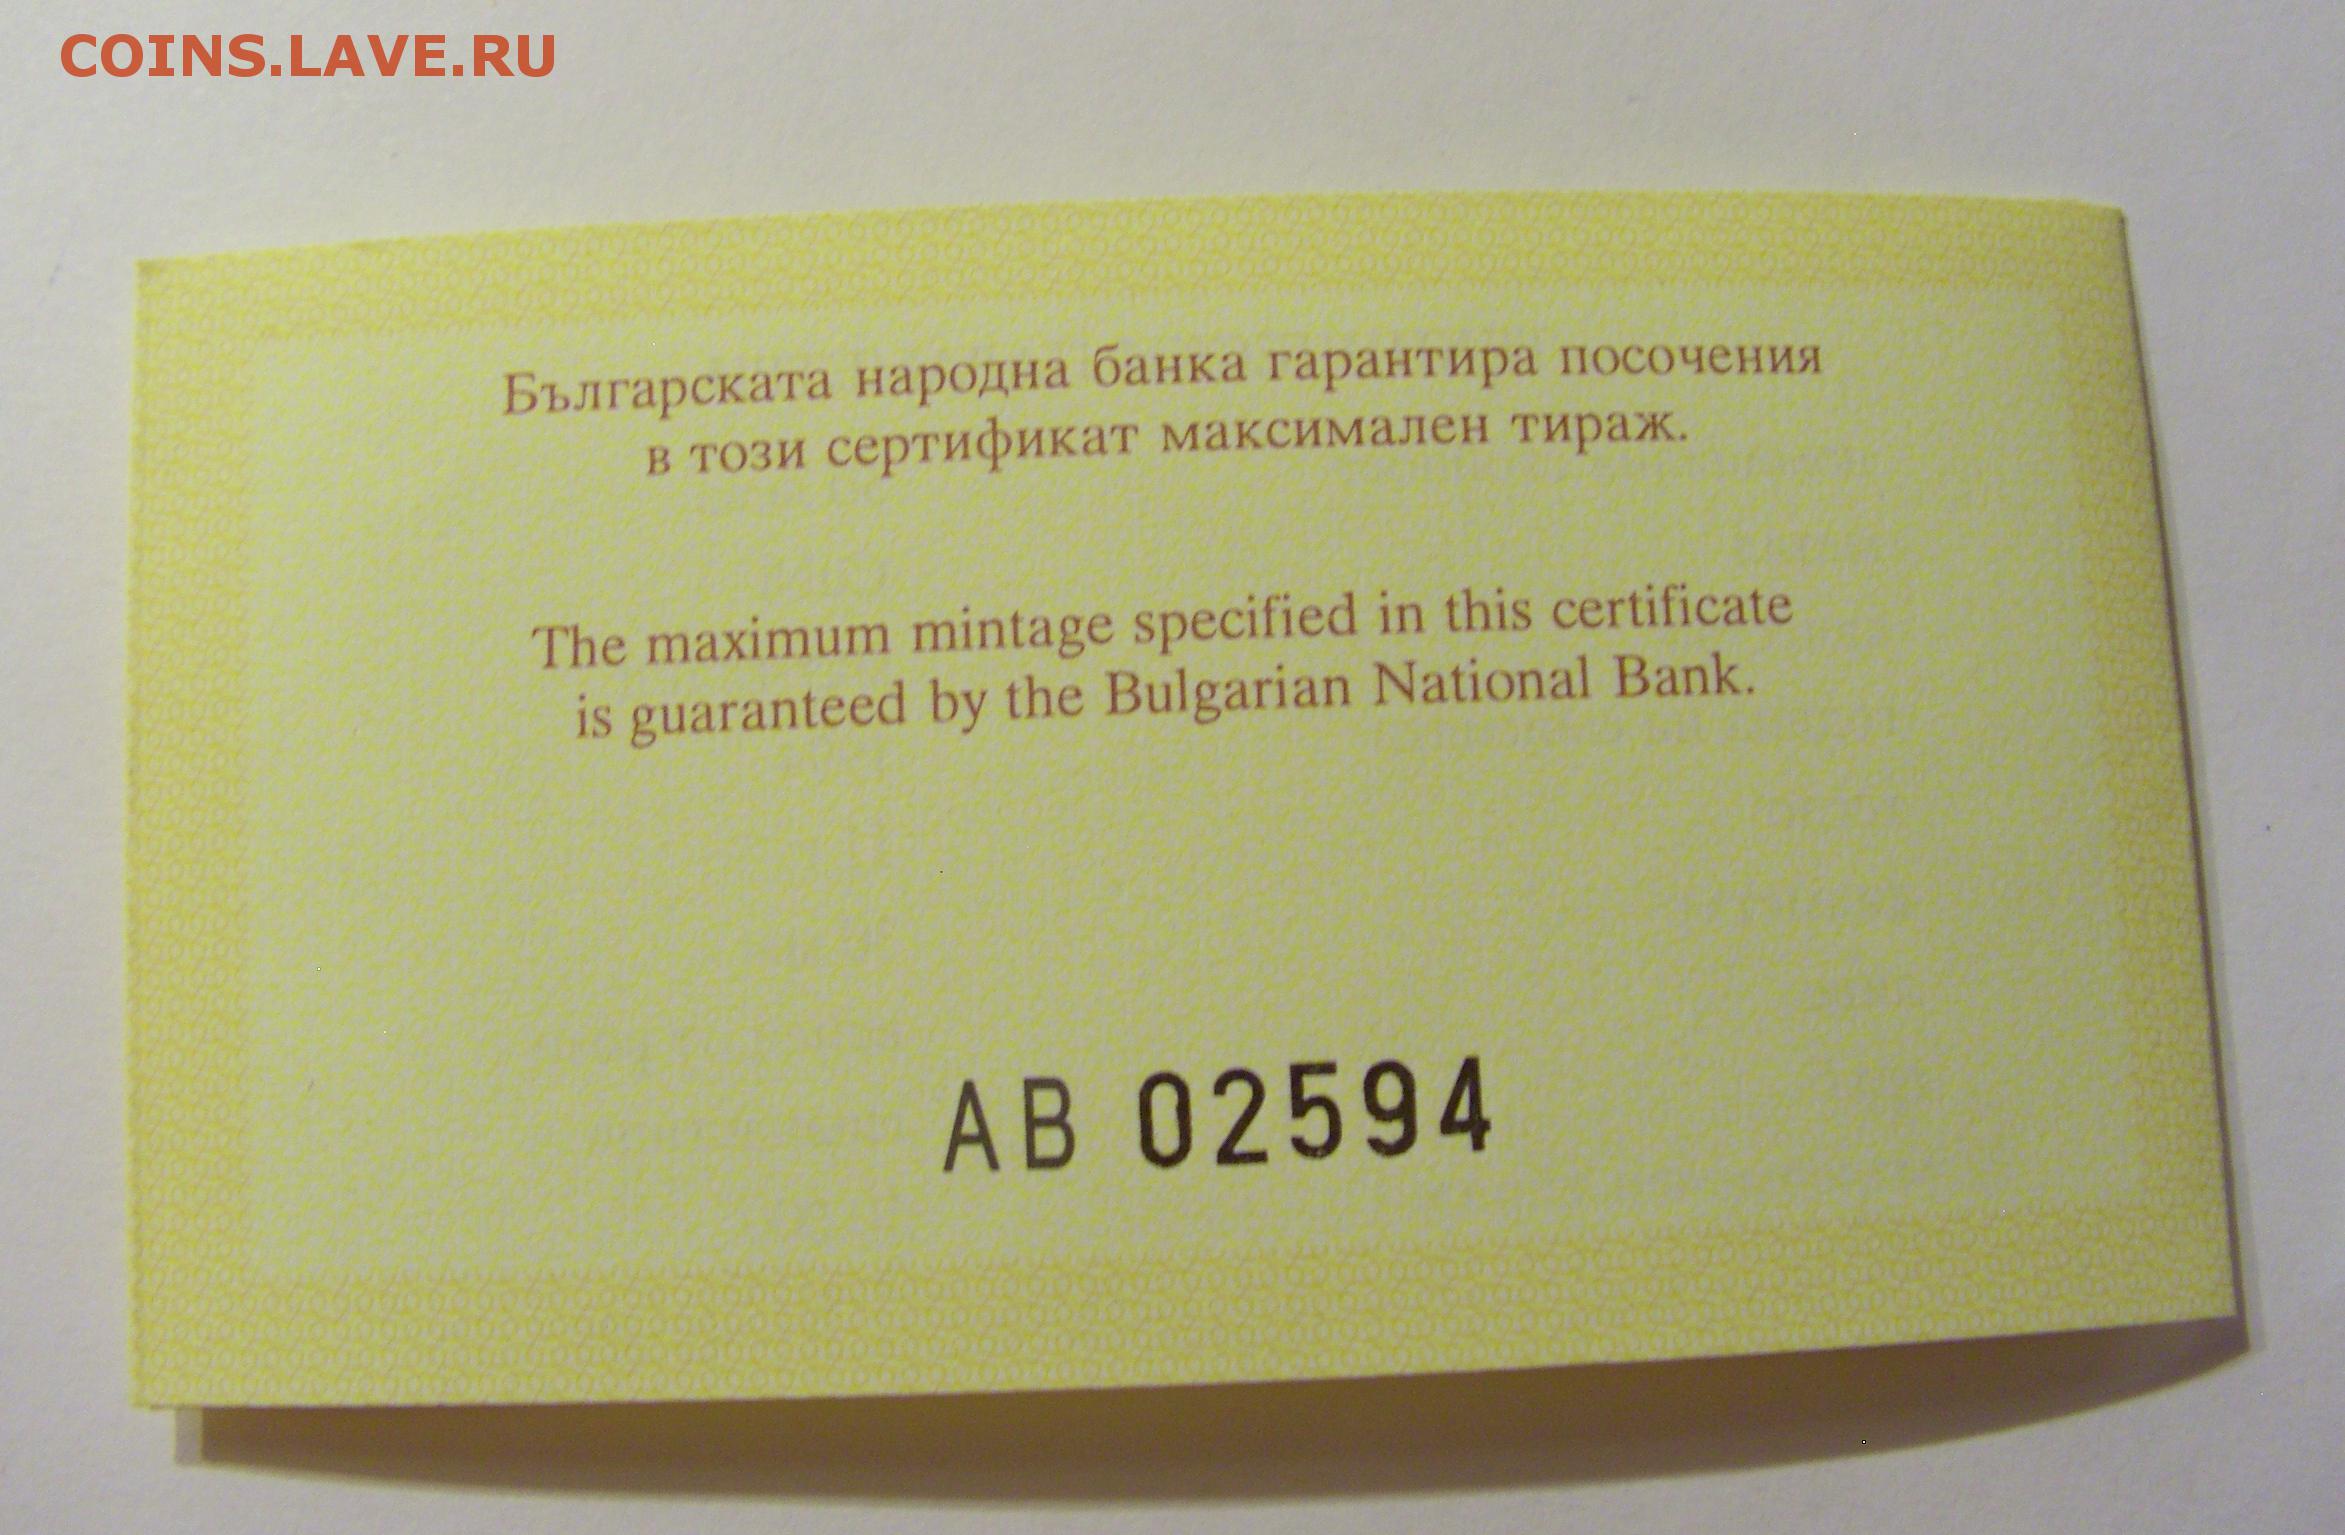 COINS.LAVE.RU
Българската народна банка гарантира посочения
в този сертификат максимален тираж.
The maximum mintage specified in this certificate
is guaranteed by the Bulgarian National Bank.
AB 02594